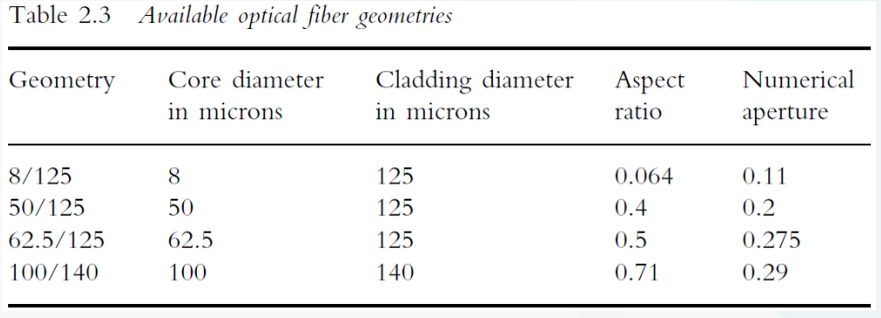 Table 2.3 Available optical fiber geometries
Geometry Core diameter in microns Cladding diameter in microns Aspect ratio Numerical aperture
8/125 8 125 0.064 0.11
50/125 50 125 0.4 0.2
62.5/125 62.5 125 0.5 0.275
100/140 100 140 0.71 0.29